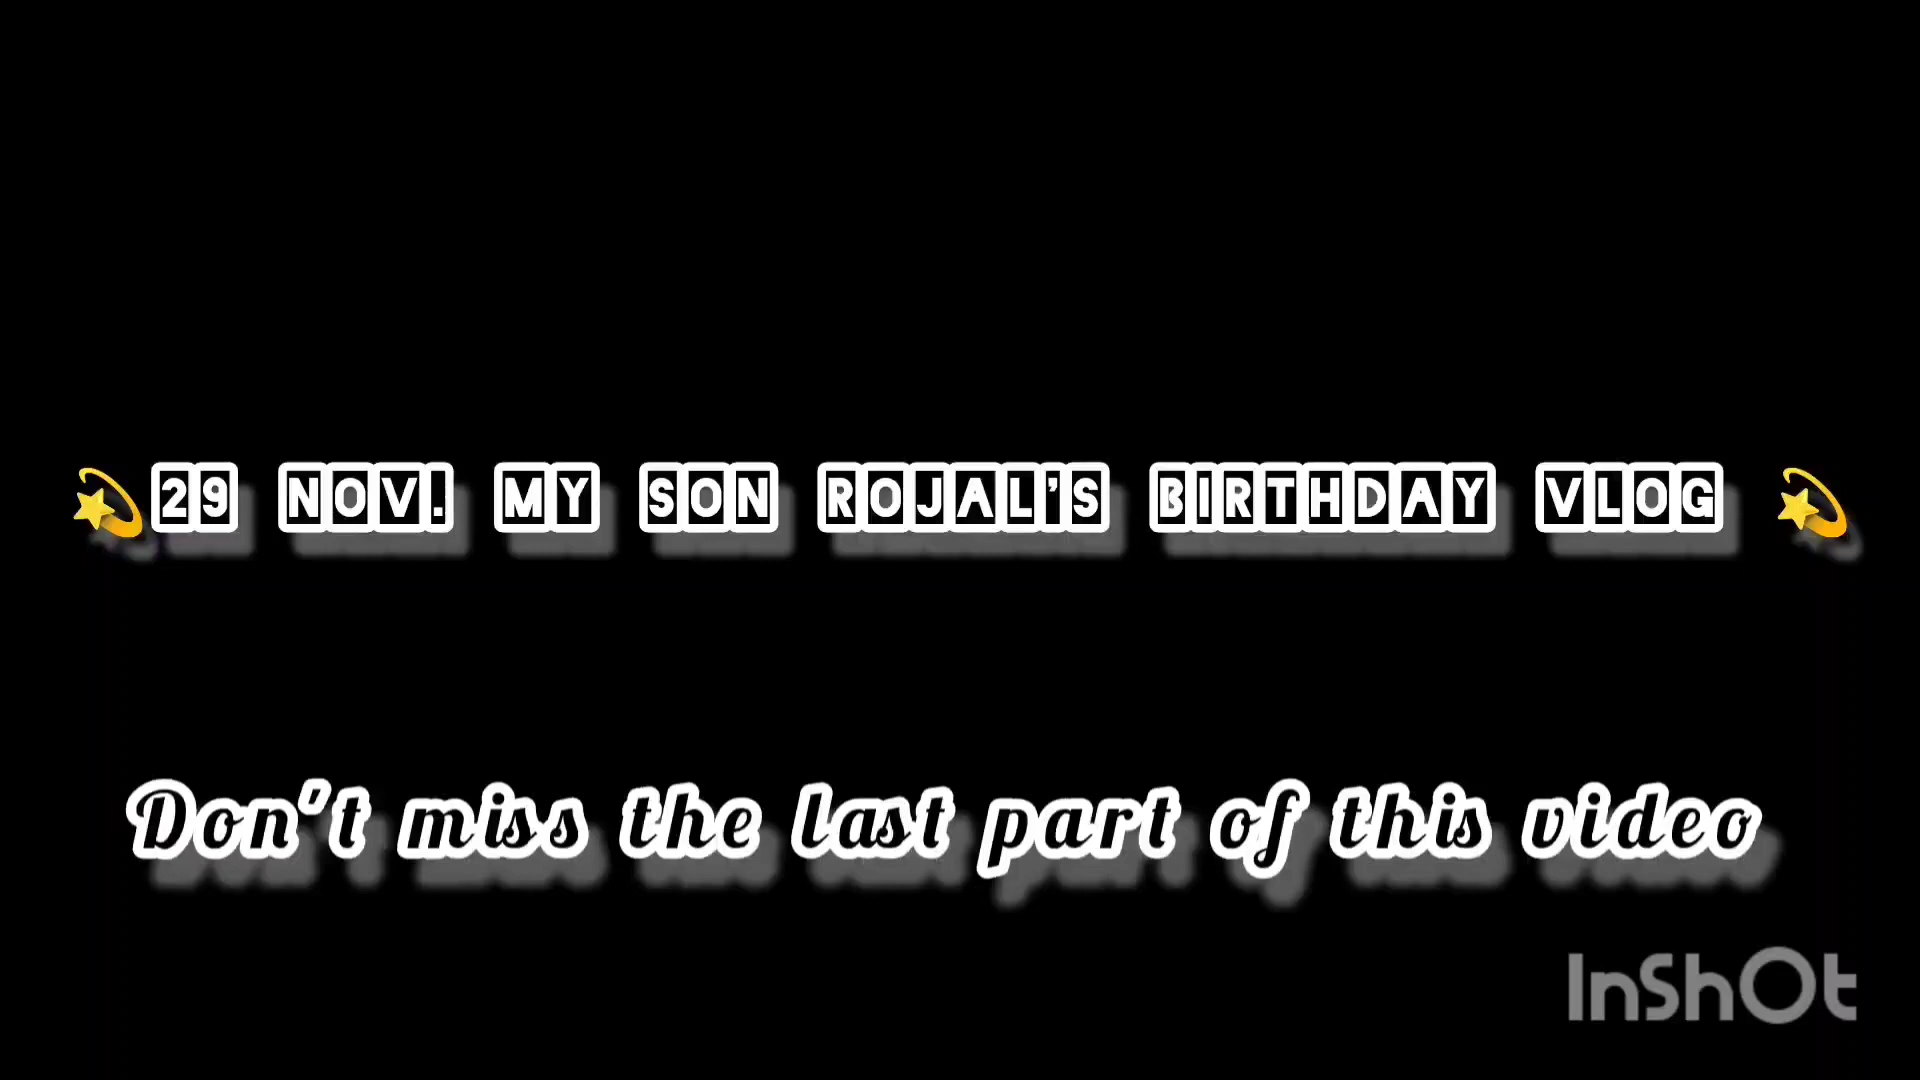 💫29 NOV. MY SON ROJAL'S BIRTHDAY VLOG 💫
Don't miss the last part of this video
InShOt